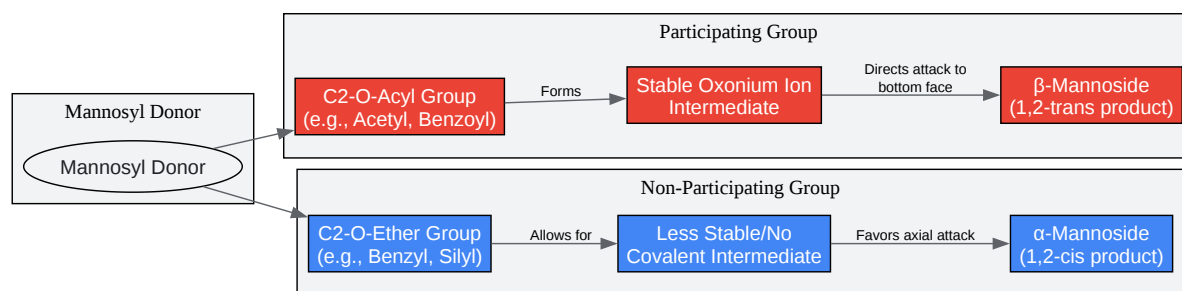 Participating Group
C2-O-Acyl Group
(e.g., Acetyl, Benzoyl)
Forms
Stable Oxonium Ion
Intermediate
Directs attack to
bottom face
β-Mannoside
(1,2-trans product)
Mannosyl Donor
Mannosyl Donor
Non-Participating Group
C2-O-Ether Group
(e.g., Benzyl, Silyl)
Allows for
Less Stable/No
Covalent Intermediate
Favors axial attack
α-Mannoside
(1,2-cis product)